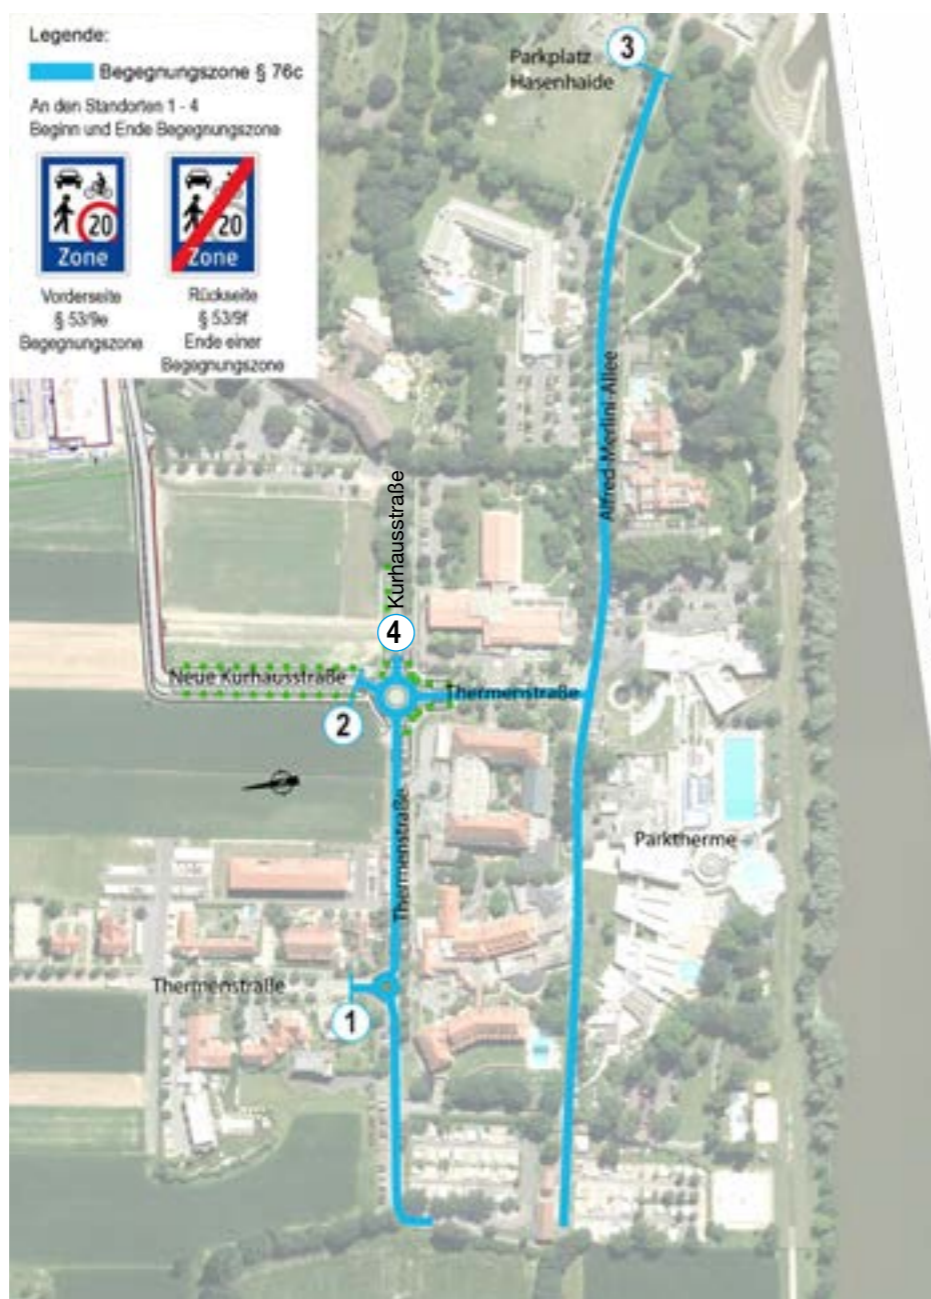 Legende:
Begegnungszone § 76c
An den Standorten 1 - 4
Beginn und Ende Begegnungszone
20
Zone
20
Zone
Vorderseite
§ 53/9e
Begegnungszone
Rückseite
§ 53/9f
Ende einer
Begegnungszone
Parkplatz
Hasenhaide
3
Alfred-Merlini-Allee
Kurhausstraße
4
Neue Kurhausstraße
Thermenstraße
2
Thermenstraße
Parktherme
Thermenstraße
1